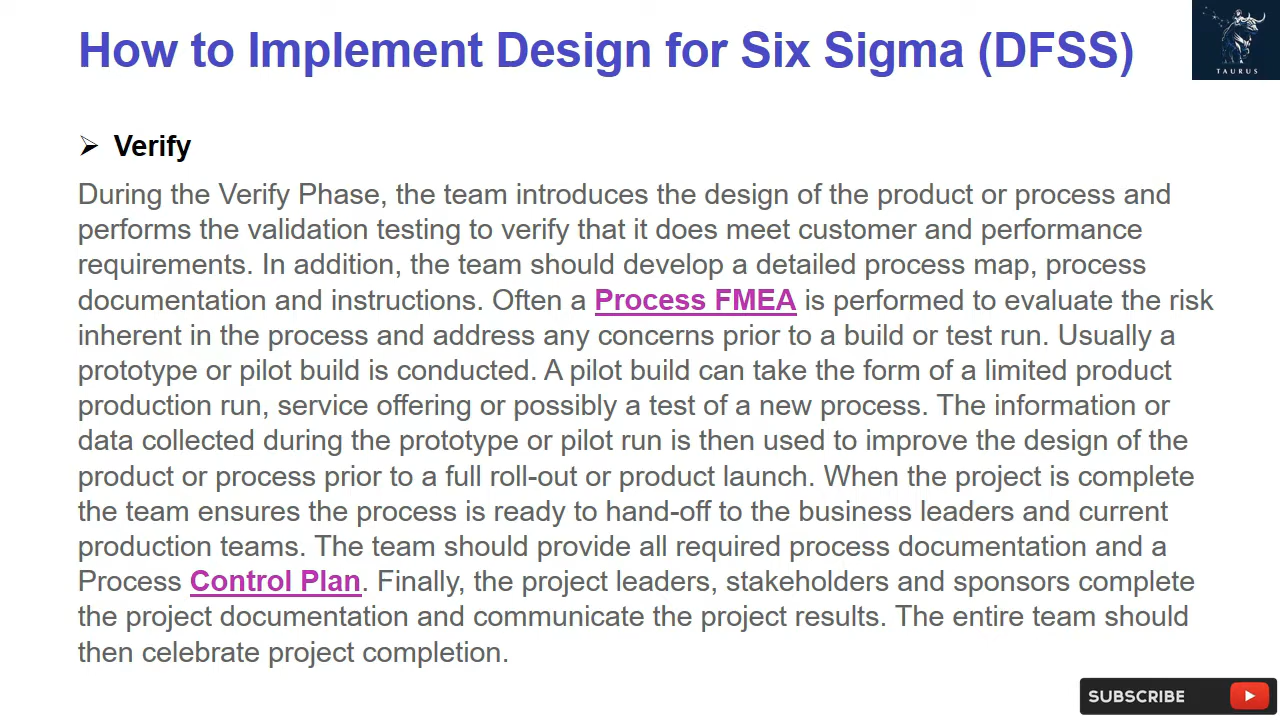 How to Implement Design for Six Sigma (DFSS)
TAURUS
➢ Verify
During the Verify Phase, the team introduces the design of the product or process and
performs the validation testing to verify that it does meet customer and performance
requirements. In addition, the team should develop a detailed process map, process
documentation and instructions. Often a Process FMEA is performed to evaluate the risk
inherent in the process and address any concerns prior to a build or test run. Usually a
prototype or pilot build is conducted. A pilot build can take the form of a limited product
production run, service offering or possibly a test of a new process. The information or
data collected during the prototype or pilot run is then used to improve the design of the
product or process prior to a full roll-out or product launch. When the project is complete
the team ensures the process is ready to hand-off to the business leaders and current
production teams. The team should provide all required process documentation and a
Process Control Plan. Finally, the project leaders, stakeholders and sponsors complete
the project documentation and communicate the project results. The entire team should
then celebrate project completion.
SUBSCRIBE